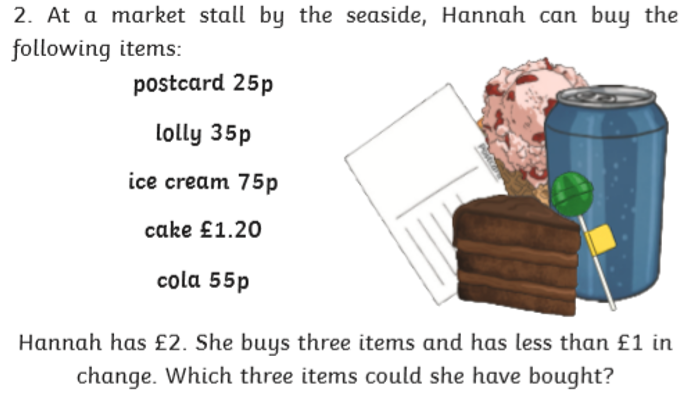 2. At a market stall by the seaside, Hannah can buy the
following items:
postcard 25p
lolly 35p
ice cream 75p
cake £1.20
cola 55p
Hannah has £2. She buys three items and has less than £1 in
change. Which three items could she have bought?